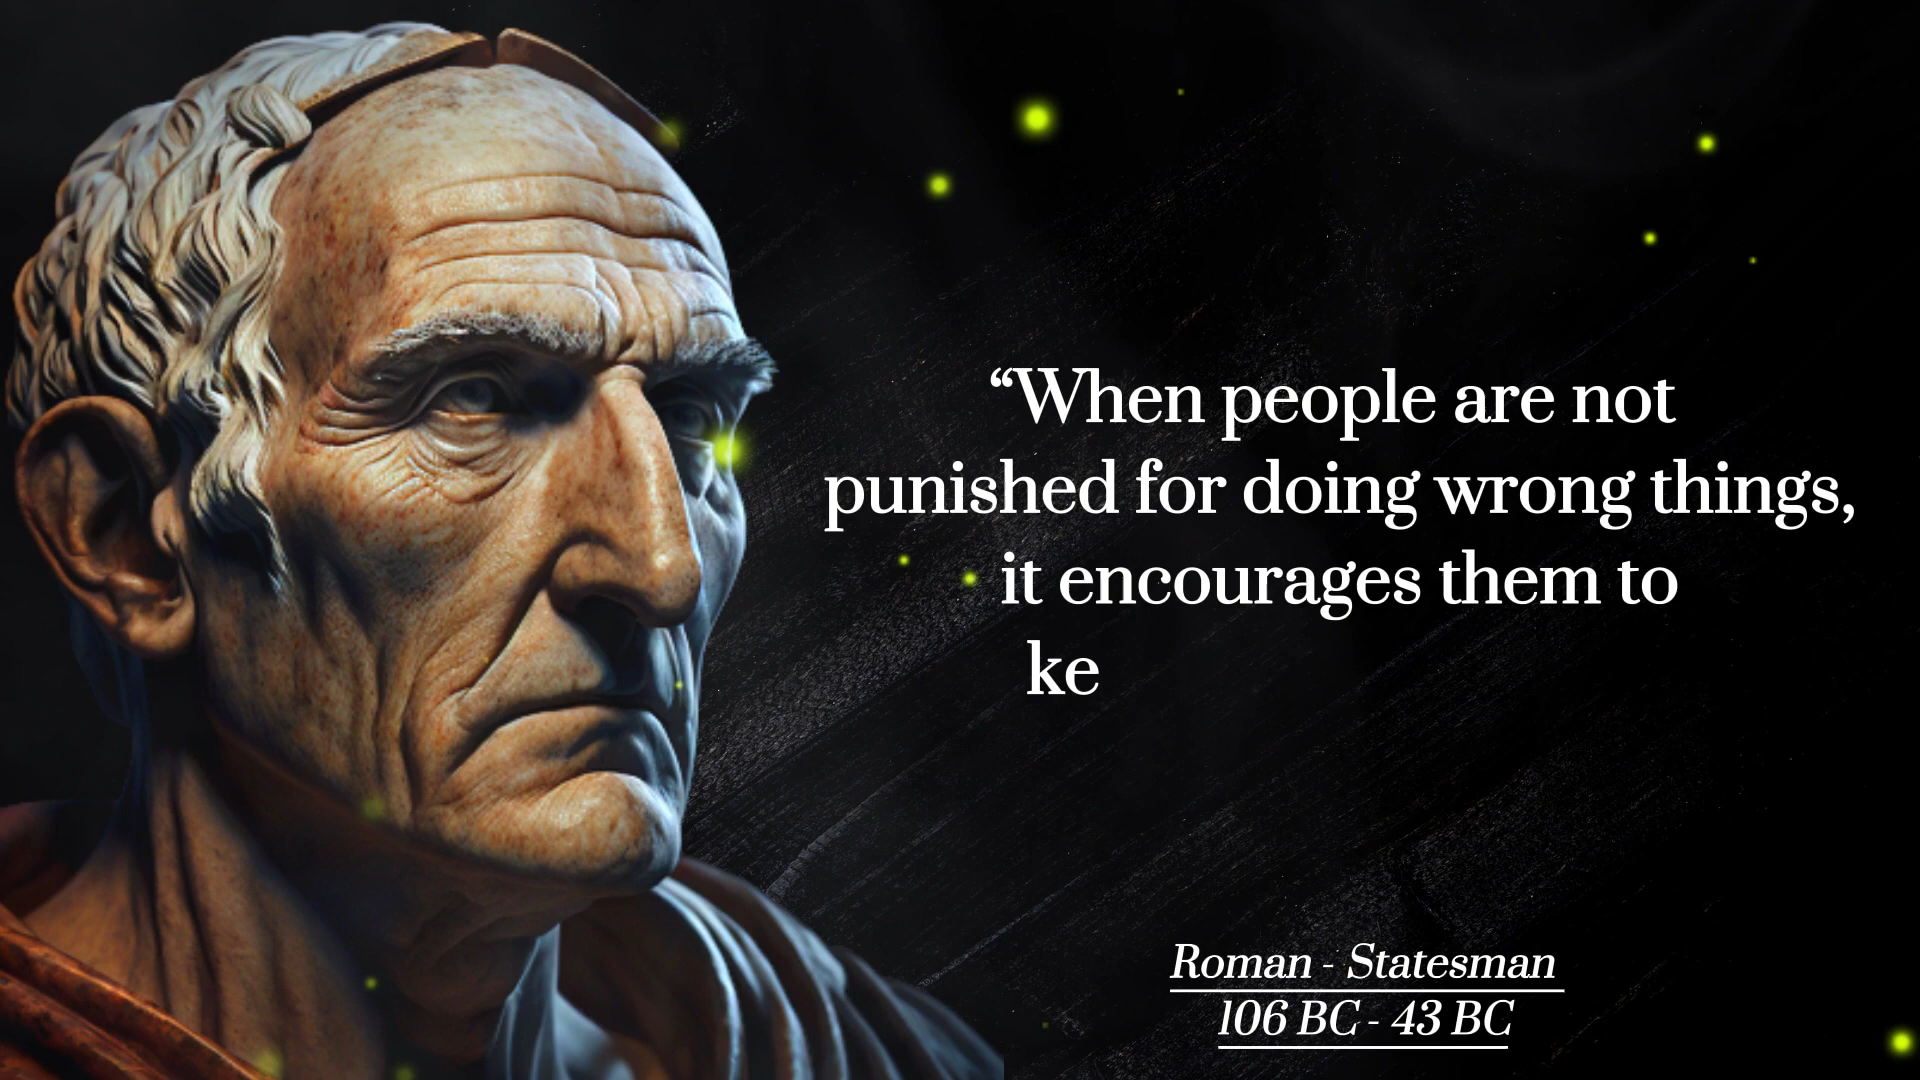 “When people are not
punished for doing wrong things,
it encourages them to
ke
Roman - Statesman
106 BC - 43 BC